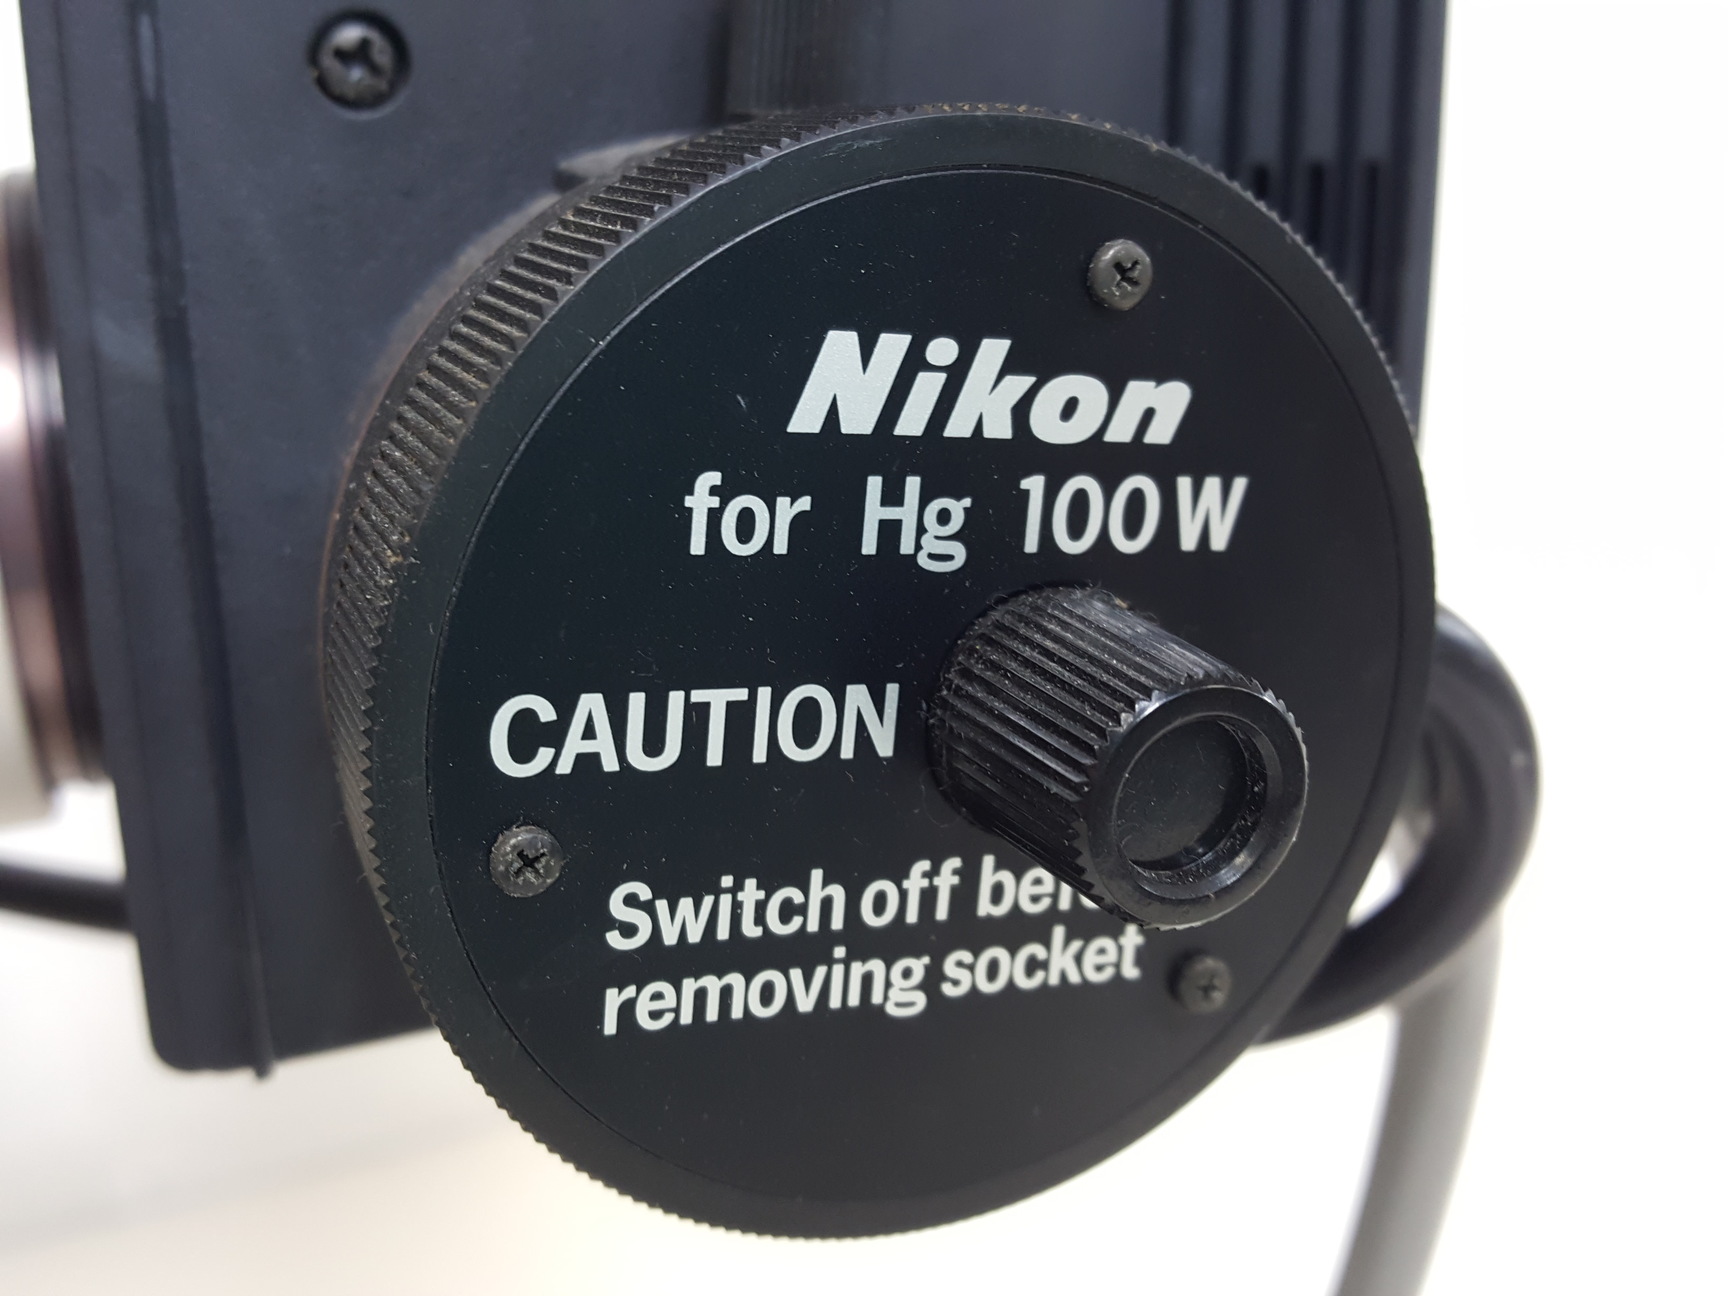 Nikon
for Hg 100W
CAUTION
Switch off
removing socket